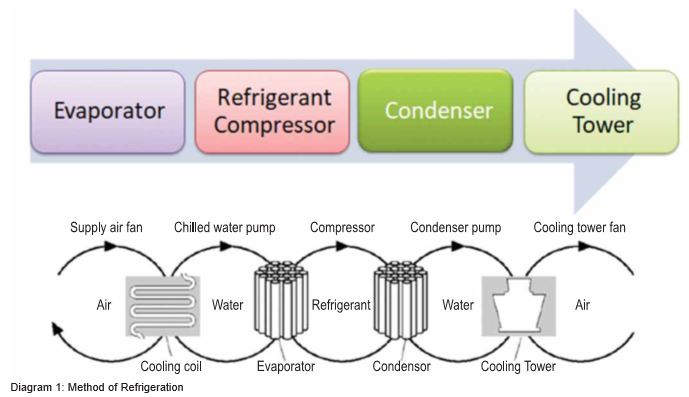 Evaporator
Refrigerant
Compressor
Condenser
Cooling
Tower
Supply air fan
Chilled water pump
Compressor
Condenser pump
Cooling tower fan
Air
Water
Refrigerant
Water
Air
Cooling coil
Evaporator
Condensor
Cooling Tower
Diagram 1: Method of Refrigeration